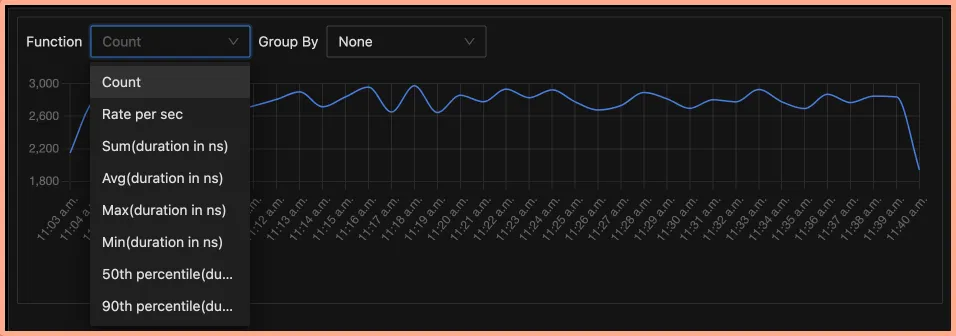 Function Count Group By None
Count
Rate per sec
Sum(duration in ns)
Avg(duration in ns)
Max(duration in ns)
Min(duration in ns)
50th percentile(du...
90th percentile(du...
3,000
2,600
2,200
1,800
11:03 a.m. 11:04 a.m. 11:12 a.m. 11:13 a.m. 11:14 a.m. 11:15 a.m. 11:16 a.m. 11:17 a.m. 11:18 a.m. 11:19 a.m. 11:20 a.m. 11:21 a.m. 11:22 a.m. 11:23 a.m. 11:24 a.m. 11:25 a.m. 11:26 a.m. 11:27 a.m. 11:28 a.m. 11:29 a.m. 11:30 a.m. 11:31 a.m. 11:32 a.m. 11:33 a.m. 11:34 a.m. 11:35 a.m. 11:36 a.m. 11:37 a.m. 11:38 a.m. 11:39 a.m. 11:40 a.m.